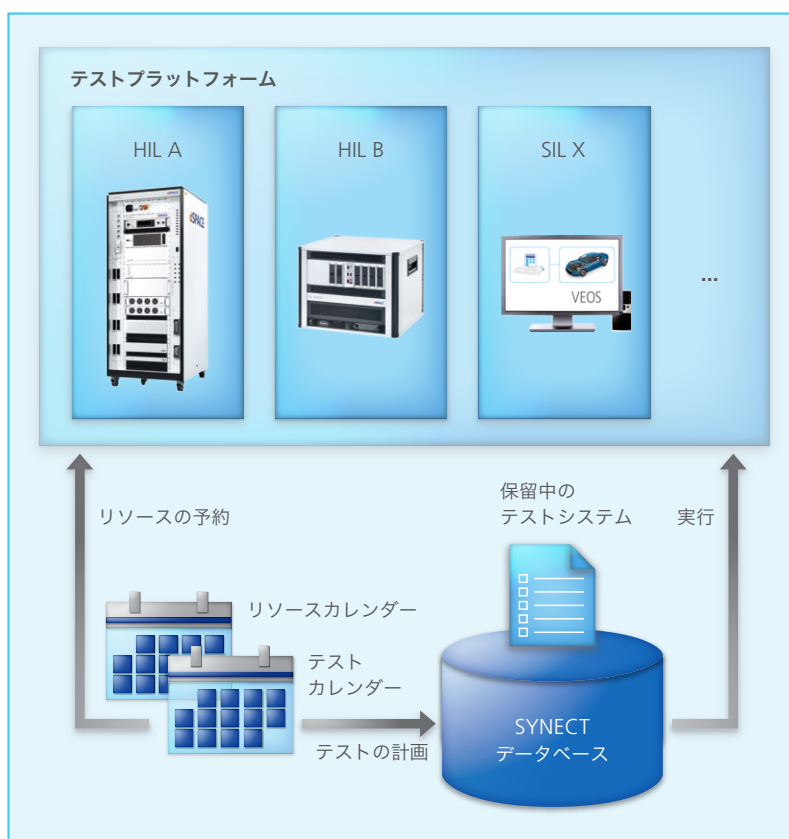 テストプラットフォーム
HIL A
HIL B
SIL X
dSPACE
VEOS
...
リソースの予約
保留中の
テストシステム
実行
リソースカレンダー
テスト
カレンダー
テストの計画
SYNECT
データベース